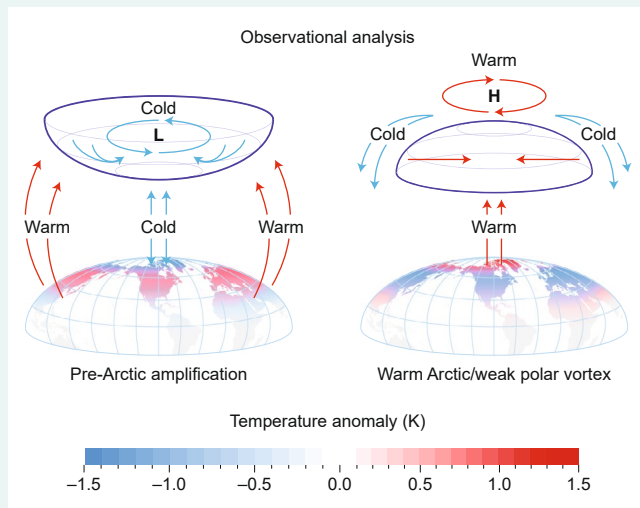 Observational analysis
Cold
L
Warm
Cold
Warm
Pre-Arctic amplification
Warm
H
Cold
Cold
Warm
Warm Arctic/weak polar vortex
Temperature anomaly (K)
–1.5 –1.0 –0.5 0.0 0.5 1.0 1.5